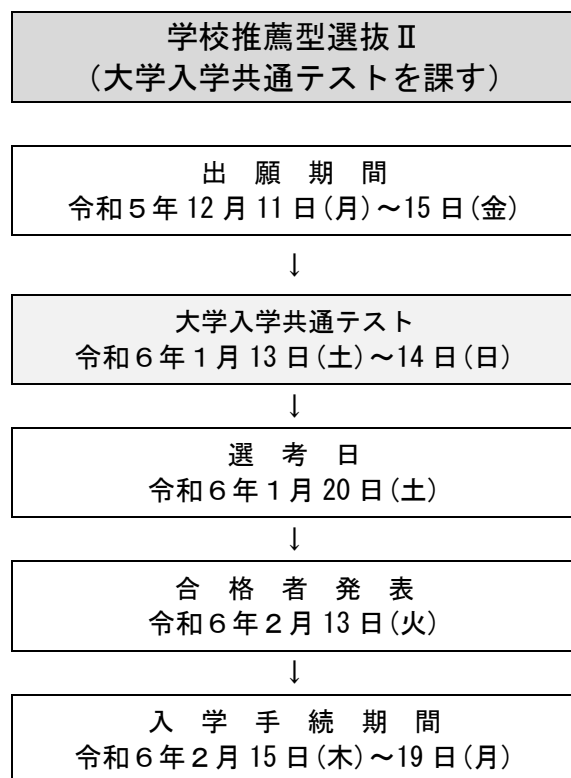 学校推薦型選抜Ⅱ
（大学入学共通テストを課す）
出　願　期　間
令和５年 12 月 11 日(月)～15 日(金)
↓
大学入学共通テスト
令和６年１月 13 日(土)～14 日(日)
↓
選　考　日
令和６年１月 20 日(土)
↓
合　格　者　発　表
令和６年２月 13 日(火)
↓
入　学　手　続　期　間
令和６年２月 15 日(木)～19 日(月)